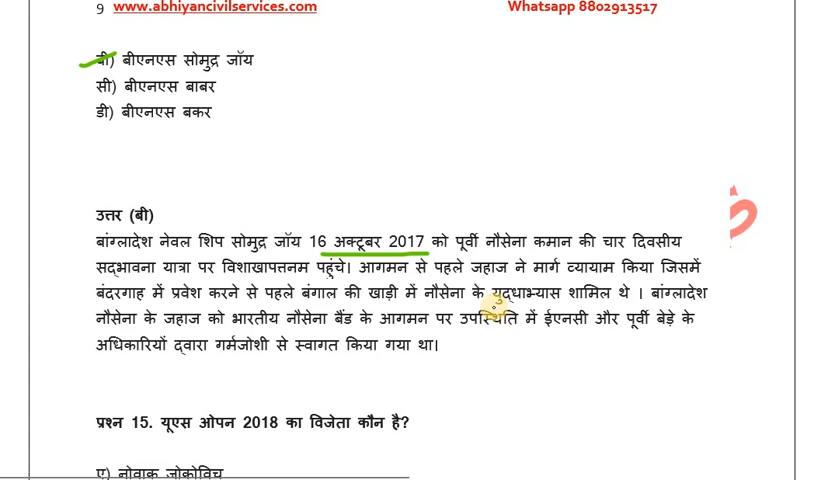 9 www.abhiyancivilservices.com Whatsapp 8802913517
बी) बीएनएस सोमुद्र जॉय
सी) बीएनएस बाबर
डी) बीएनएस बकर
उत्तर (बी)
बांग्लादेश नेवल शिप सोमुद्र जॉय 16 अक्टूबर 2017 को पूर्वी नौसेना कमान की चार दिवसीय
सद्भावना यात्रा पर विशाखापत्तनम पहुंचे। आगमन से पहले जहाज ने मार्ग व्यायाम किया जिसमें
बंदरगाह में प्रवेश करने से पहले बंगाल की खाड़ी में नौसेना के युद्धाभ्यास शामिल थे । बांग्लादेश
नौसेना के जहाज को भारतीय नौसेना बैंड के आगमन पर उपस्थिति में ईएनसी और पूर्वी बेड़े के
अधिकारियों द्वारा गर्मजोशी से स्वागत किया गया था।
प्रश्न 15. यूएस ओपन 2018 का विजेता कौन है?
ए) नोवाक जोकोविच